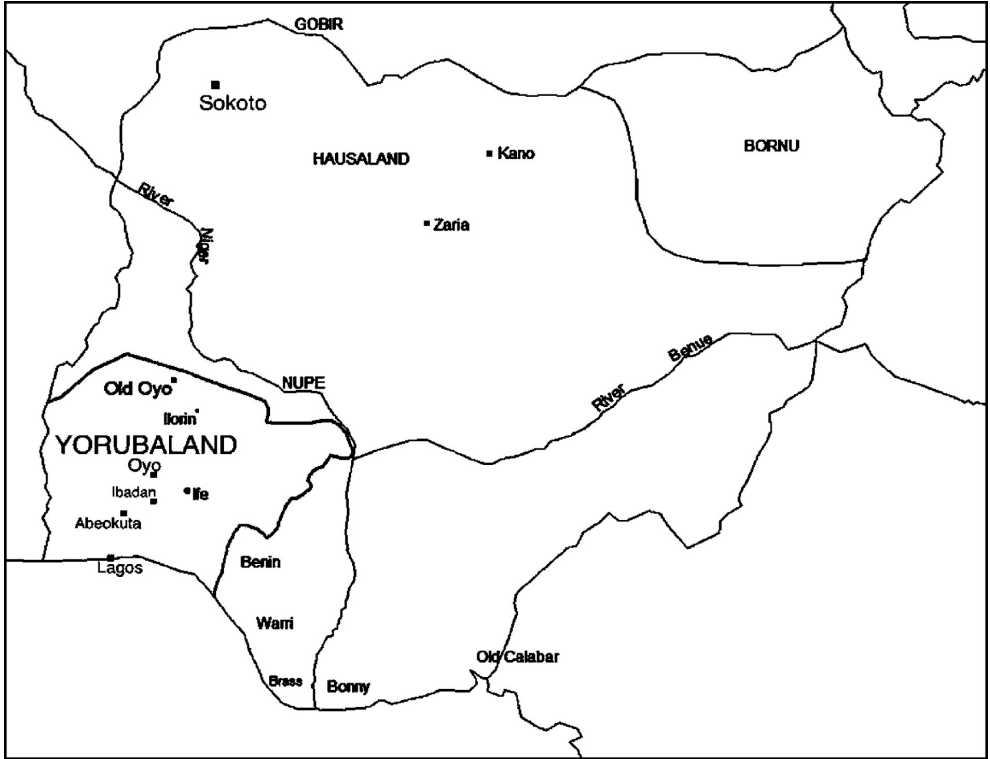 GOBIR
Sokoto
HAUSALAND
Kano
BORNU
Zaria
River
Niger
River
Benue
NUPE
Old Oyo
Ilorin
YORUBALAND
Oyo
Ibadan
Ife
Abeokuta
Lagos
Benin
Warri
Brass
Bonny
Old Calabar